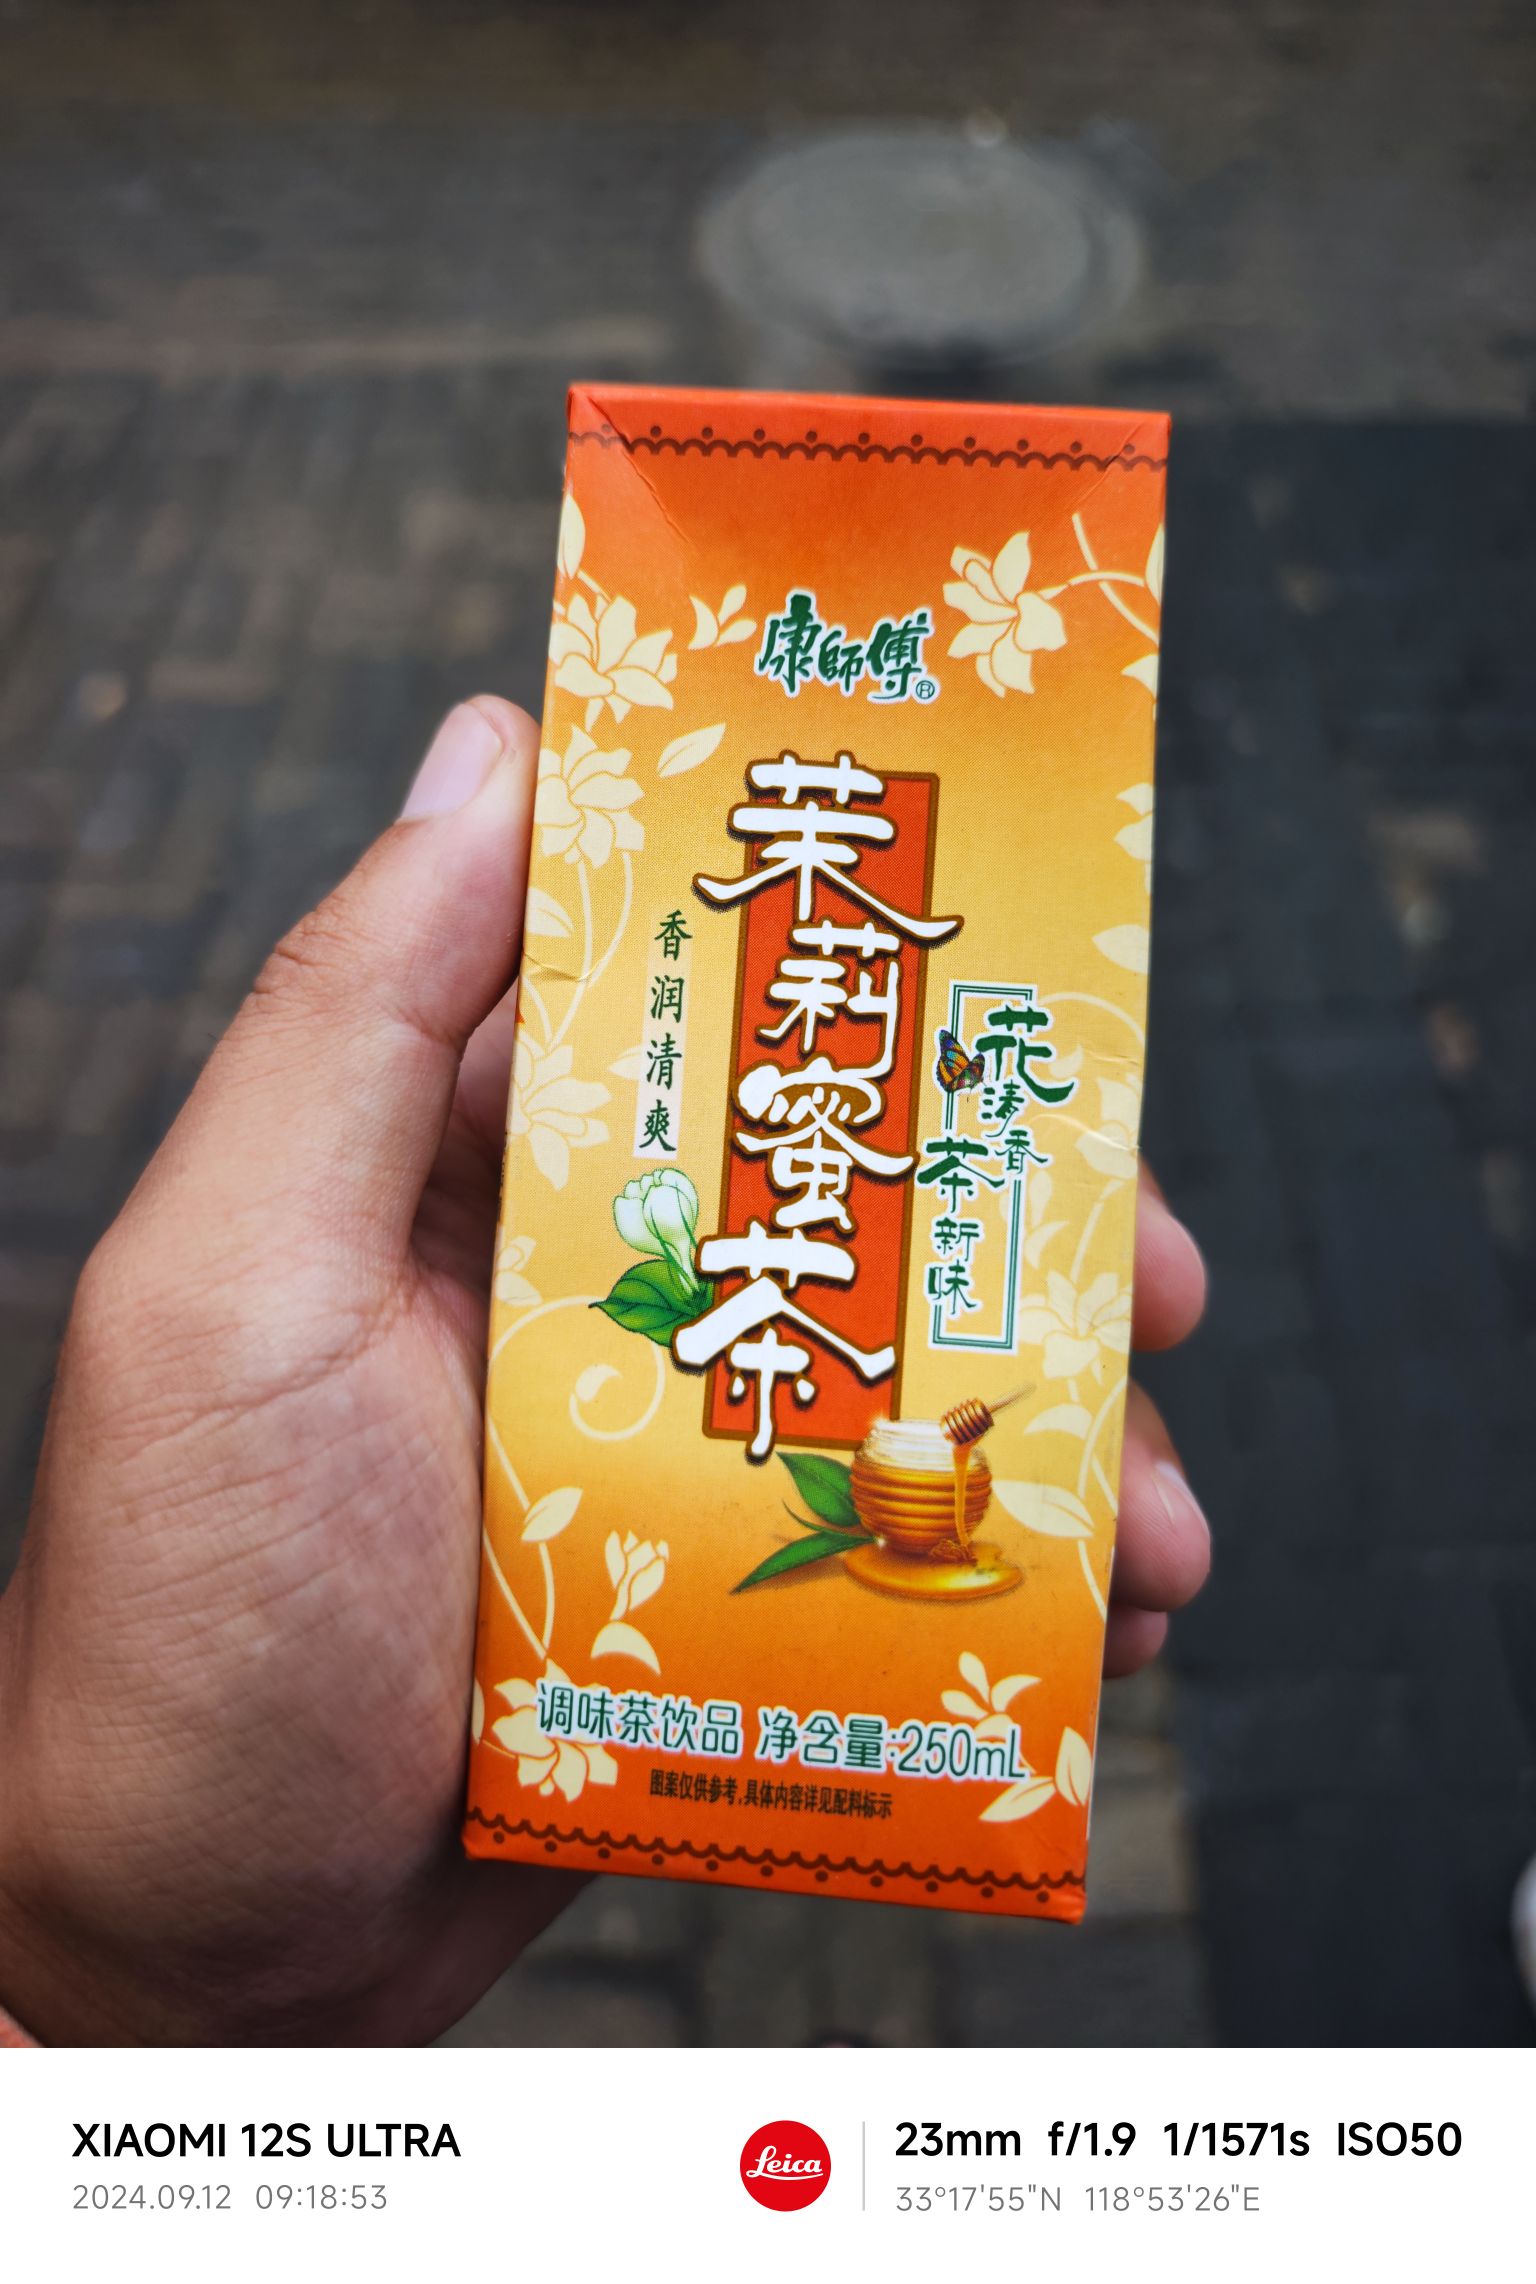 康師傅®
茉莉蜜茶
香润清爽
花清香
茶新味
调味茶饮品 净含量:250mL
图案仅供参考,具体内容详见配料标示
XIAOMI 12S ULTRA
2024.09.12 09:18:53
Leica
23mm f/1.9 1/1571s ISO50
33°17'55"N 118°53'26"E